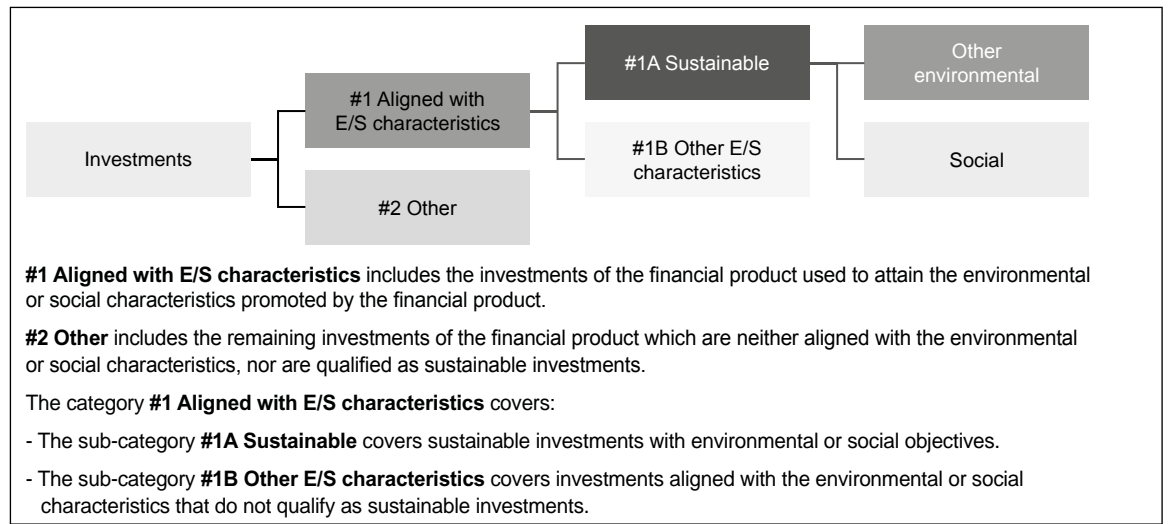 Investments
#1 Aligned with
E/S characteristics
#2 Other
#1A Sustainable
#1B Other E/S
characteristics
Other
environmental
Social
#1 Aligned with E/S characteristics includes the investments of the financial product used to attain the environmental
or social characteristics promoted by the financial product.
#2 Other includes the remaining investments of the financial product which are neither aligned with the environmental
or social characteristics, nor are qualified as sustainable investments.
The category #1 Aligned with E/S characteristics covers:
- The sub-category #1A Sustainable covers sustainable investments with environmental or social objectives.
- The sub-category #1B Other E/S characteristics covers investments aligned with the environmental or social
characteristics that do not qualify as sustainable investments.